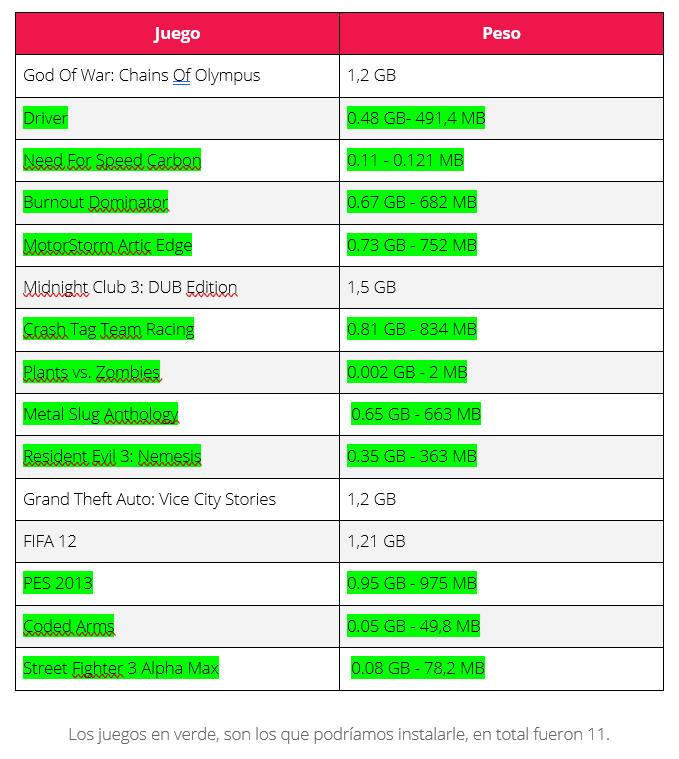 Juego Peso
God Of War: Chains Of Olympus 1,2 GB
Driver 0.48 GB- 491,4 MB
Need For Speed Carbon 0.11 - 0.121 MB
Burnout Dominator 0.67 GB - 682 MB
MotorStorm Artic Edge 0.73 GB - 752 MB
Midnight Club 3: DUB Edition 1,5 GB
Crash Tag Team Racing 0.81 GB - 834 MB
Plants vs. Zombies 0.002 GB - 2 MB
Metal Slug Anthology 0.65 GB - 663 MB
Resident Evil 3: Nemesis 0.35 GB - 363 MB
Grand Theft Auto: Vice City Stories 1,2 GB
FIFA 12 1,21 GB
PES 2013 0.95 GB - 975 MB
Coded Arms 0.05 GB - 49,8 MB
Street Fighter 3 Alpha Max 0.08 GB - 78,2 MB
Los juegos en verde, son los que podríamos instalarle, en total fueron 11.